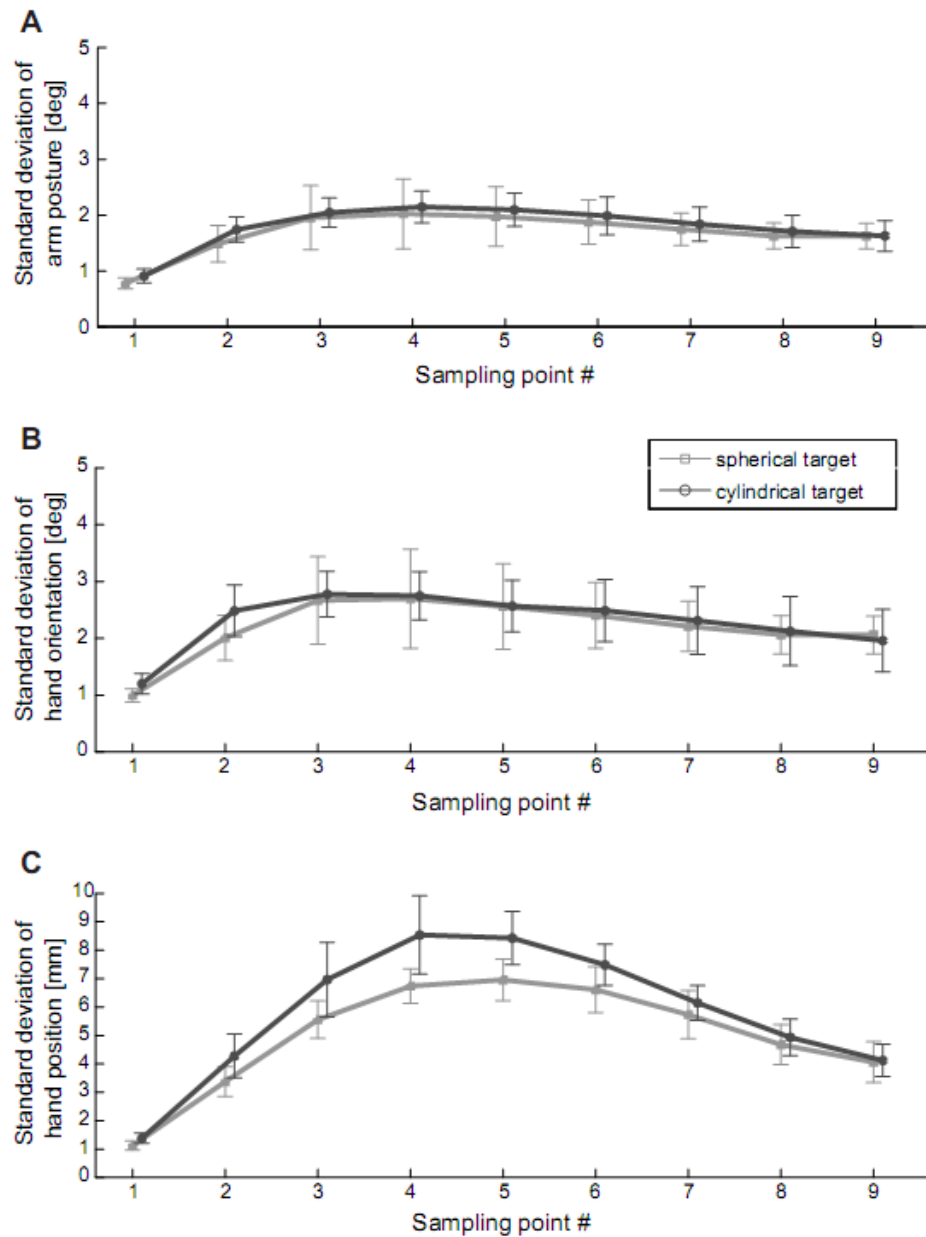 A
Standard deviation of
arm posture [deg]
5
4
3
2
1
0
1 2 3 4 5 6 7 8 9
Sampling point #
B
Standard deviation of
hand orientation [deg]
5
4
3
2
1
0
spherical target
cylindrical target
1 2 3 4 5 6 7 8 9
Sampling point #
C
Standard deviation of
hand position [mm]
10
9
8
7
6
5
4
3
2
1
0
1 2 3 4 5 6 7 8 9
Sampling point #